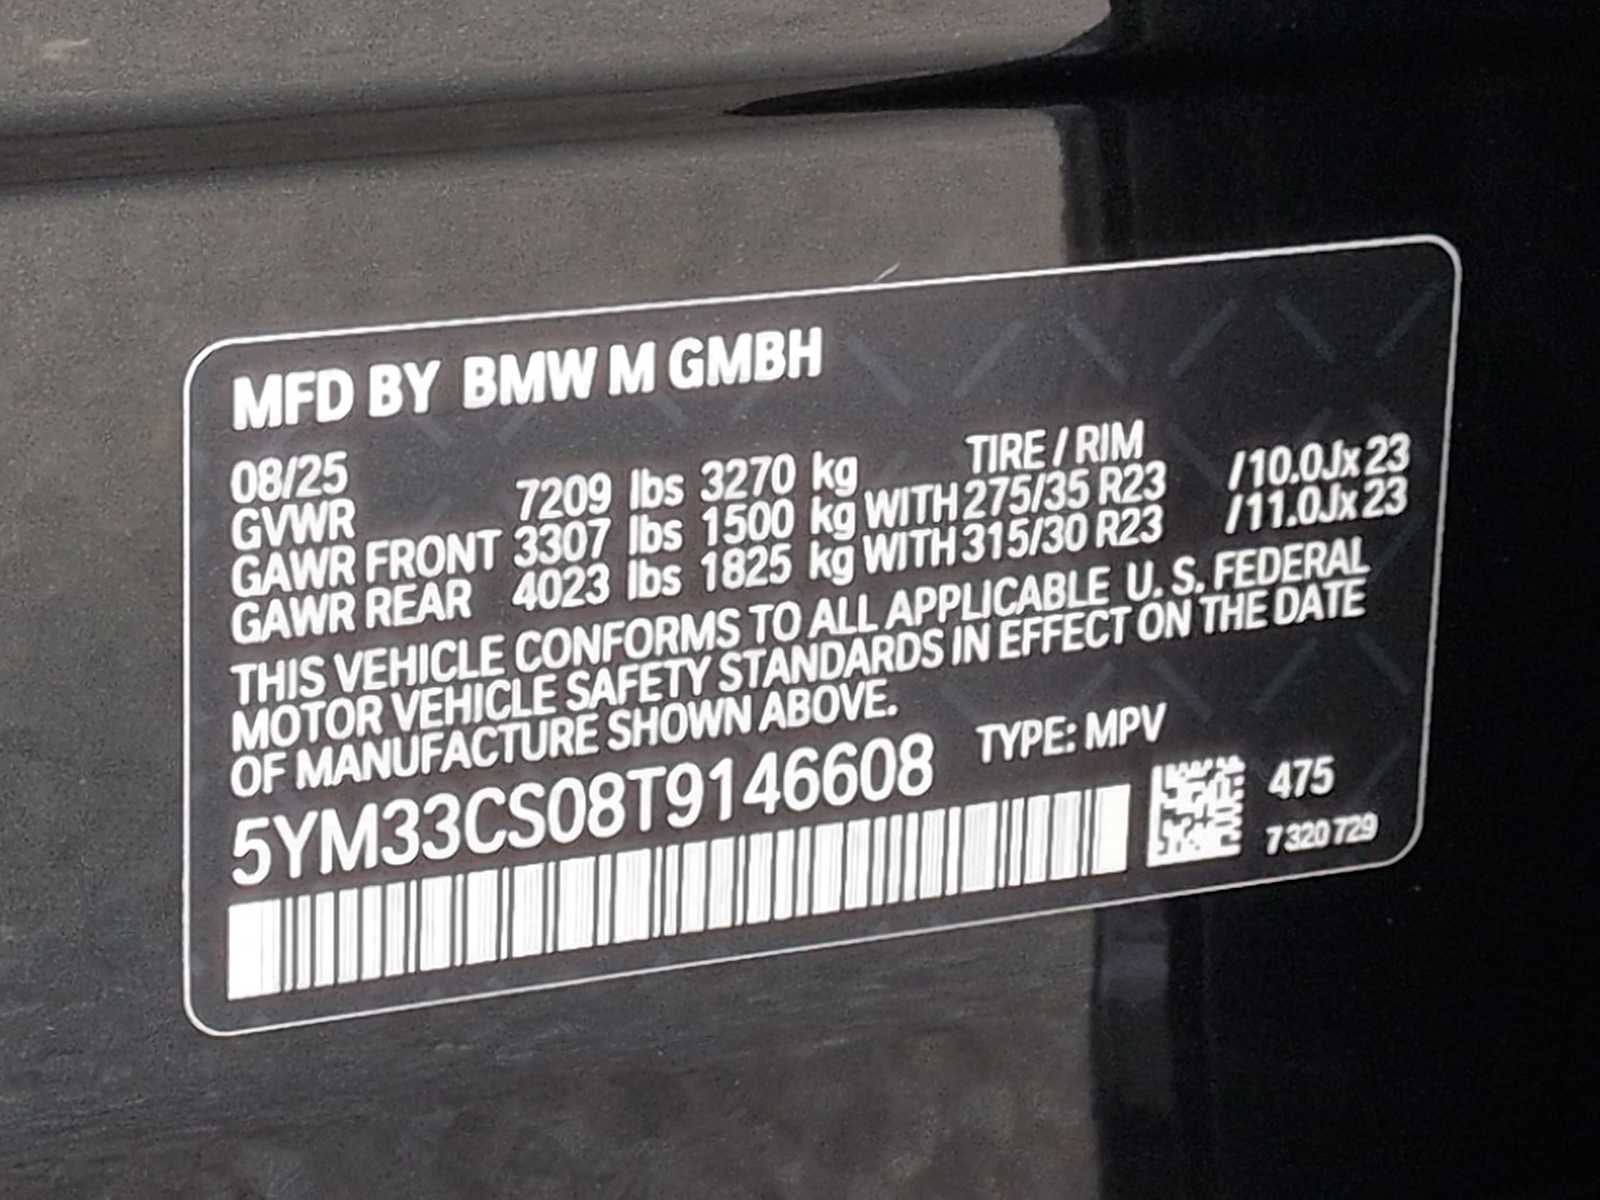 MFD BY BMW M GMBH
08/25 TIRE / RIM
GVWR 7209 lbs 3270 kg
GAWR FRONT 3307 lbs 1500 kg WITH 275/35 R23 /10.0Jx23
GAWR REAR 4023 lbs 1825 kg WITH 315/30 R23 /11.0Jx23
THIS VEHICLE CONFORMS TO ALL APPLICABLE U. S. FEDERAL
MOTOR VEHICLE SAFETY STANDARDS IN EFFECT ON THE DATE
OF MANUFACTURE SHOWN ABOVE.
5YM33CS08T9146608 TYPE: MPV
475
7 320 729